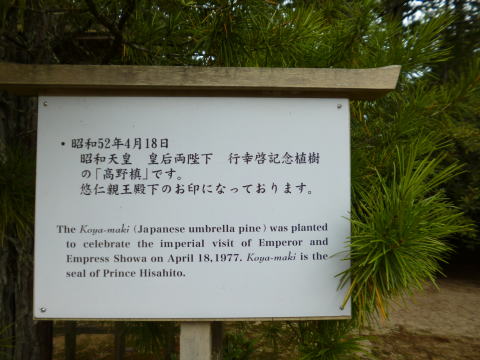 ・昭和52年4月18日
昭和天皇 皇后両陛下 行幸啓記念植樹
の「高野槙」です。
悠仁親王殿下のお印になっております。
The Koya-maki (Japanese umbrella pine) was planted
to celebrate the imperial visit of Emperor and
Empress Showa on April 18,1977. Koya-maki is the
seal of Prince Hisahito.